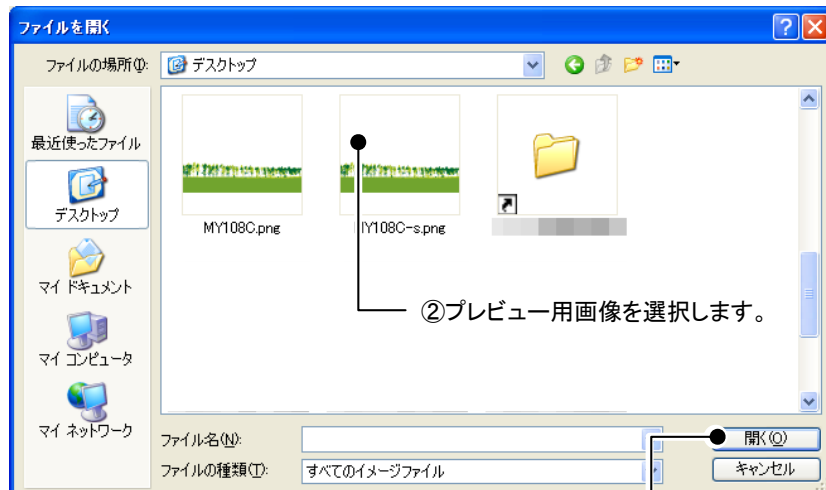 ファイルを開く
ファイルの場所(I):
デスクトップ
最近使ったファイル
デスクトップ
マイ ドキュメント
マイ コンピュータ
マイ ネットワーク
MY108C.png
MY108C-s.png
②プレビュー用画像を選択します。
ファイル名(N):
開く(O)
ファイルの種類(T):
すべてのイメージファイル
キャンセル